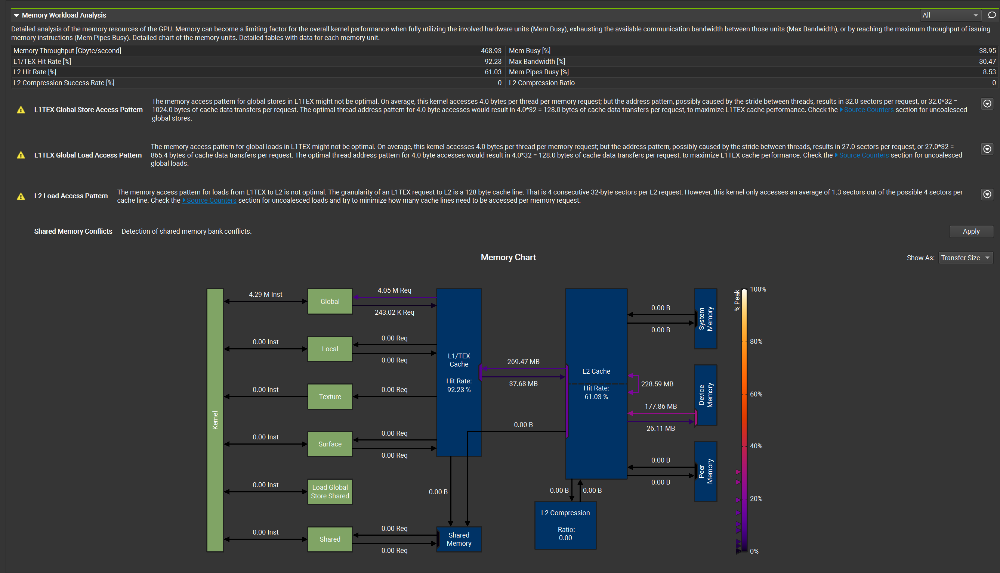 Memory Workload Analysis
All
Detailed analysis of the memory resources of the GPU. Memory can become a limiting factor for the overall kernel performance when fully utilizing the involved hardware units (Mem Busy), exhausting the available communication bandwidth between those units (Max Bandwidth), or by reaching the maximum throughput of issuing
memory instructions (Mem Pipes Busy). Detailed chart of the memory units. Detailed tables with data for each memory unit.
Memory Throughput [Gbyte/second] 468.93 Mem Busy [%] 38.95
L1/TEX Hit Rate [%] 92.23 Max Bandwidth [%] 30.47
L2 Hit Rate [%] 61.03 Mem Pipes Busy [%] 8.53
L2 Compression Success Rate [%] 0 L2 Compression Ratio 0
L1TEX Global Store Access Pattern
The memory access pattern for global stores in L1TEX might not be optimal. On average, this kernel accesses 4.0 bytes per thread per memory request; but the address pattern, possibly caused by the stride between threads, results in 32.0 sectors per request, or 32.0*32 =
1024.0 bytes of cache data transfers per request. The optimal thread address pattern for 4.0 byte accesses would result in 4.0*32 = 128.0 bytes of cache data transfers per request, to maximize L1TEX cache performance. Check the Source Counters section for uncoalesced
global stores.
L1TEX Global Load Access Pattern
The memory access pattern for global loads in L1TEX might not be optimal. On average, this kernel accesses 4.0 bytes per thread per memory request; but the address pattern, possibly caused by the stride between threads, results in 27.0 sectors per request, or 27.0*32 =
865.4 bytes of cache data transfers per request. The optimal thread address pattern for 4.0 byte accesses would result in 4.0*32 = 128.0 bytes of cache data transfers per request, to maximize L1TEX cache performance. Check the Source Counters section for uncoalesced
global loads.
L2 Load Access Pattern
The memory access pattern for loads from L1TEX to L2 is not optimal. The granularity of an L1TEX request to L2 is a 128 byte cache line. That is 4 consecutive 32-byte sectors per L2 request. However, this kernel only accesses an average of 1.3 sectors out of the possible 4 sectors per
cache line. Check the Source Counters section for uncoalesced loads and try to minimize how many cache lines need to be accessed per memory request.
Shared Memory Conflicts Detection of shared memory bank conflicts.
Apply
Memory Chart
Show As: Transfer Size
Kernel
4.29 M Inst
Global
4.05 M Req
243.02 K Req
0.00 Inst
Local
0.00 Req
0.00 Req
0.00 Inst
Texture
0.00 Req
0.00 Inst
Surface
0.00 Req
0.00 Req
0.00 Inst
Load Global
Store Shared
0.00 Inst
Shared
0.00 Req
0.00 Req
L1/TEX
Cache
Hit Rate:
92.23 %
0.00 B
Shared
Memory
269.47 MB
37.68 MB
0.00 B
L2 Cache
Hit Rate:
61.03 %
228.59 MB
0.00 B
0.00 B
L2 Compression
Ratio:
0.00
0.00 B
0.00 B
System
Memory
177.86 MB
26.11 MB
Device
Memory
0.00 B
0.00 B
Peer
Memory
% Peak
100%
80%
60%
40%
20%
0%